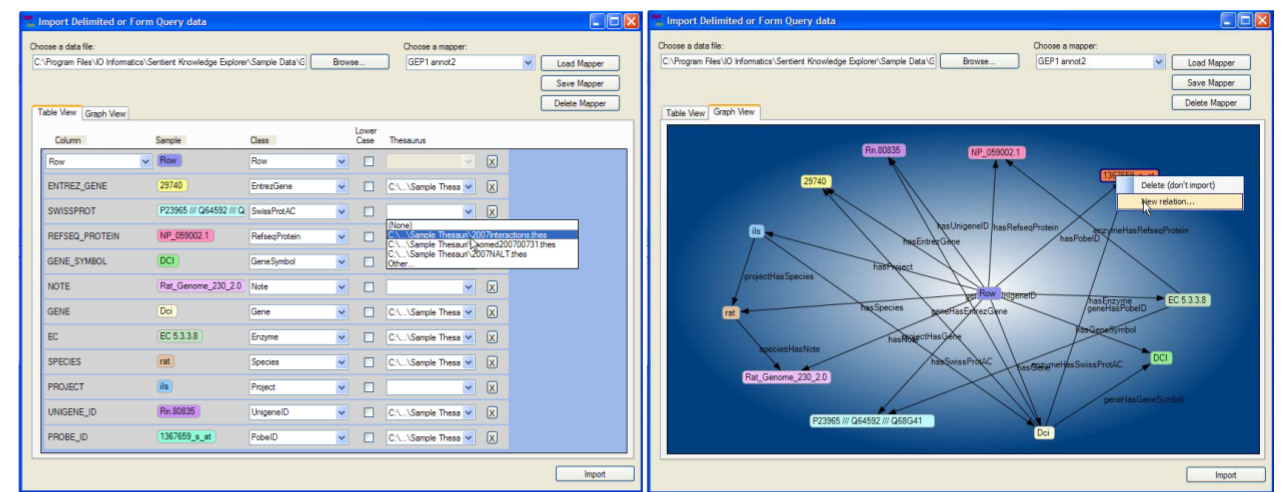 Import Delimited or Form Query data
Choose a data file:
Choose a mapper:
C:\Program Files\IO Informatics\Sentient Knowledge Explorer\Sample Data\G
Browse...
GEP1 annot2
Load Mapper
Save Mapper
Delete Mapper
Table View
Graph View
Column Sample Class Lower Case Thesaurus
Row Row Row X
ENTREZ_GENE 29740 EntrezGene C:\...\Sample Thesa X
SWISSPROT P23965 /// Q64592 /// Q SwissProtAC X
(None)
C:\...\Sample Thesauri\2007Interactions.thes
C:\...\Sample Thesauri\2007NALT.thes
Other...
REFSEQ_PROTEIN NP_059002.1 RefseqProtein
GENE_SYMBOL DCI GeneSymbol
NOTE Rat_Genome_230_2.0 Note X
GENE Dci Gene C:\...\Sample Thesa X
EC EC 5.3.3.8 Enzyme C:\...\Sample Thesa X
SPECIES rat Species C:\...\Sample Thesa X
PROJECT ils Project X
UNIGENE_ID Rn.80835 UnigeneID C:\...\Sample Thesa X
PROBE_ID 1367659_s_at PobeID C:\...\Sample Thesa X
Import
Import Delimited or Form Query data
Choose a data file:
Choose a mapper:
C:\Program Files\IO Informatics\Sentient Knowledge Explorer\Sample Data\G
Browse...
GEP1 annot2
Load Mapper
Save Mapper
Delete Mapper
Table View
Graph View
Rn.80835
NP_059002.1
1367659_s_at
Delete (don't import)
New relation...
29740
hasUnigeneID
hasRefseqProtein
enzymeHasRefseqProtein
hasPobeID
hasEntrezGene
ils
hasProject
projectHasSpecies
Row
EC 5.3.3.8
hasEnzyme
geneHasPobeID
rat
hasSpecies
geneHasEntrezGene
hasGeneSymbol
speciesHasNote
projectHasGene
DCI
hasSwissProtAC
enzymeHasSwissProtAC
Rat_Genome_230_2.0
geneHasGeneSymbol
P23965 /// Q64592 /// Q68G41
Dci
Import